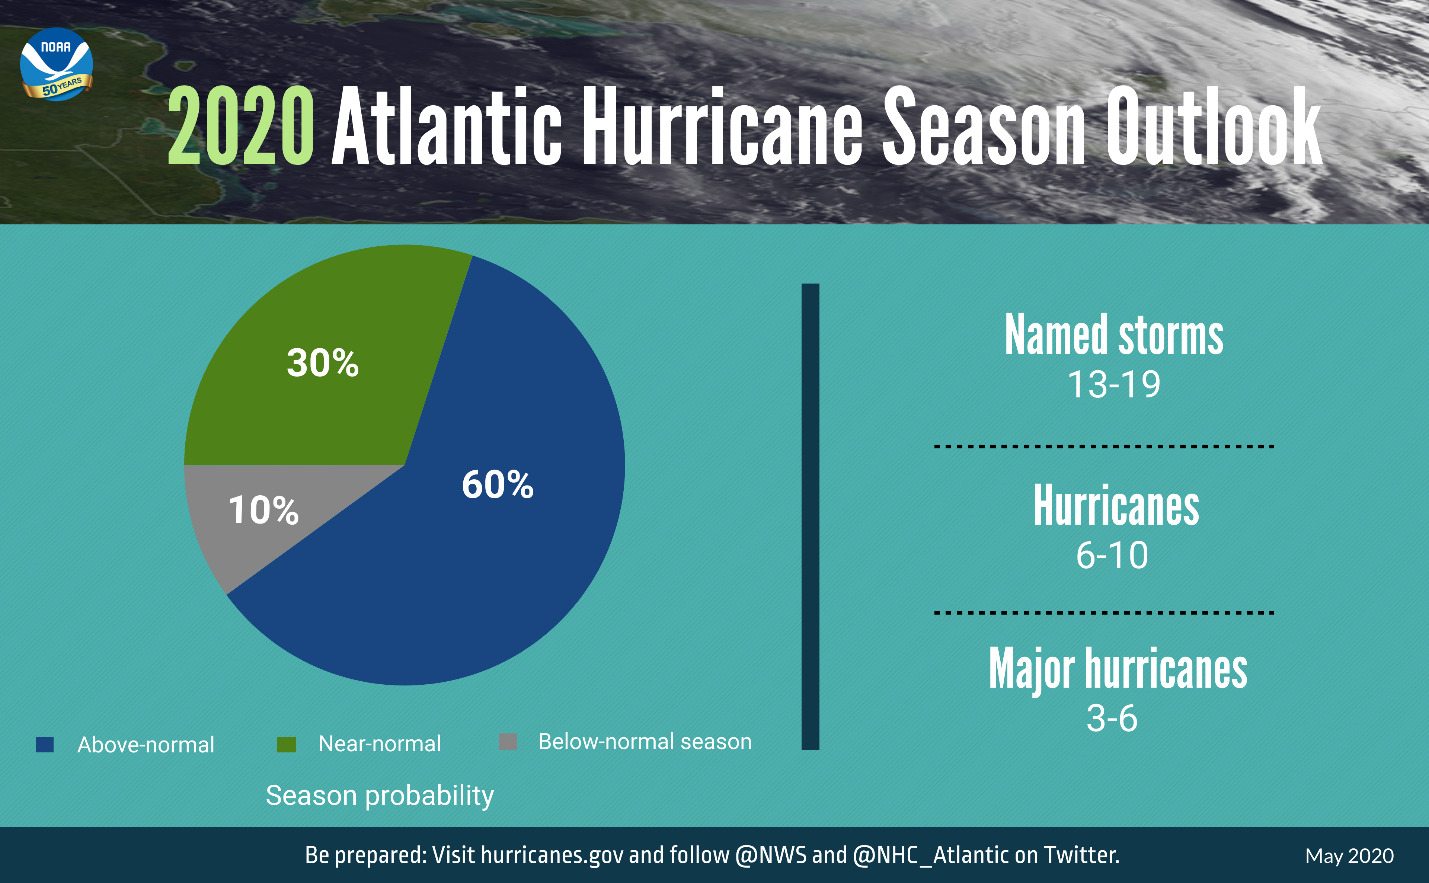 NOAA
50 YEARS
2020 Atlantic Hurricane Season Outlook
30%
60%
10%
Above-normal
Near-normal
Below-normal season
Season probability
Named storms
13-19
Hurricanes
6-10
Major hurricanes
3-6
Be prepared: Visit hurricanes.gov and follow @NWS and @NHC_Atlantic on Twitter.
May 2020